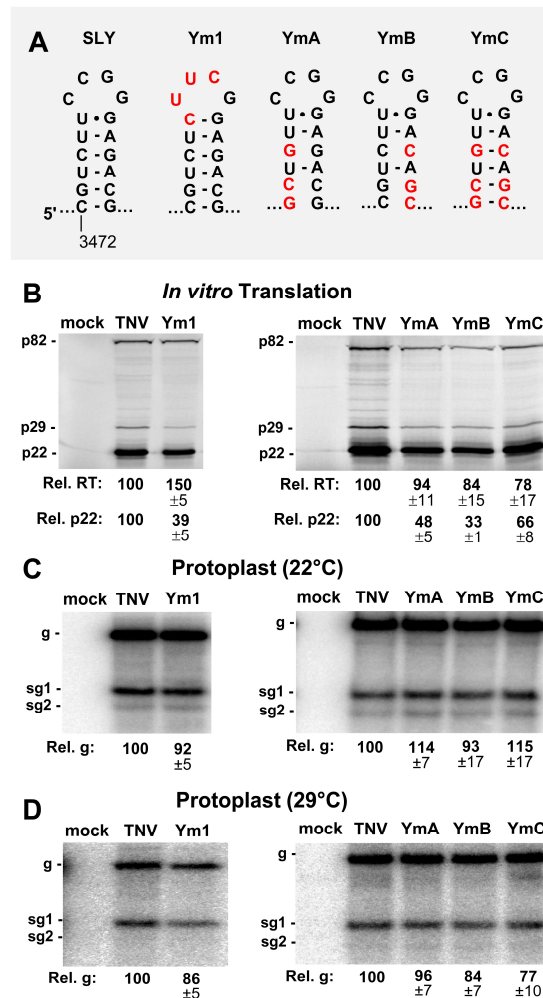 A SLY Ym1 YmA YmB YmC
C G U C C G C G C G
C G U G C G C G C G
U • G C - G U • G U • G U • G
U - A U - A U - A U - A U - A
C - G C - G G G C C G - C
U - A U - A U - A U - A U - A
G - C G - C C C G G C - G
5' ...C - G... ...C - G... ...G G... ...C C... ...G - C...
3472
B In vitro Translation
mock TNV Ym1 mock TNV YmA YmB YmC
p82 - p82 -
p29 - p29 -
p22 - p22 -
Rel. RT: 100 150 Rel. RT: 100 94 84 78
±5 ±11 ±15 ±17
Rel. p22: 100 39 Rel. p22: 100 48 33 66
±5 ±5 ±1 ±8
C Protoplast (22°C)
mock TNV Ym1 mock TNV YmA YmB YmC
g - g -
sg1 - sg1 -
sg2 - sg2 -
Rel. g: 100 92 Rel. g: 100 114 93 115
±5 ±7 ±17 ±17
D Protoplast (29°C)
mock TNV Ym1 mock TNV YmA YmB YmC
g - g -
sg1 - sg1 -
sg2 - sg2 -
Rel. g: 100 86 Rel. g: 100 96 84 77
±5 ±7 ±7 ±10